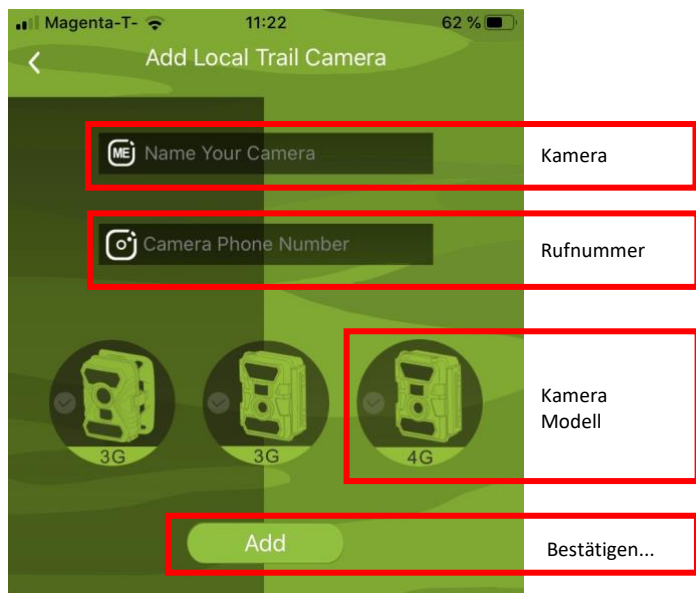 Magenta-T- 11:22 62 %
Add Local Trail Camera
ME Name Your Camera
Kamera
Camera Phone Number
Rufnummer
Kamera
Modell
3G 3G 4G
Add
Bestätigen...